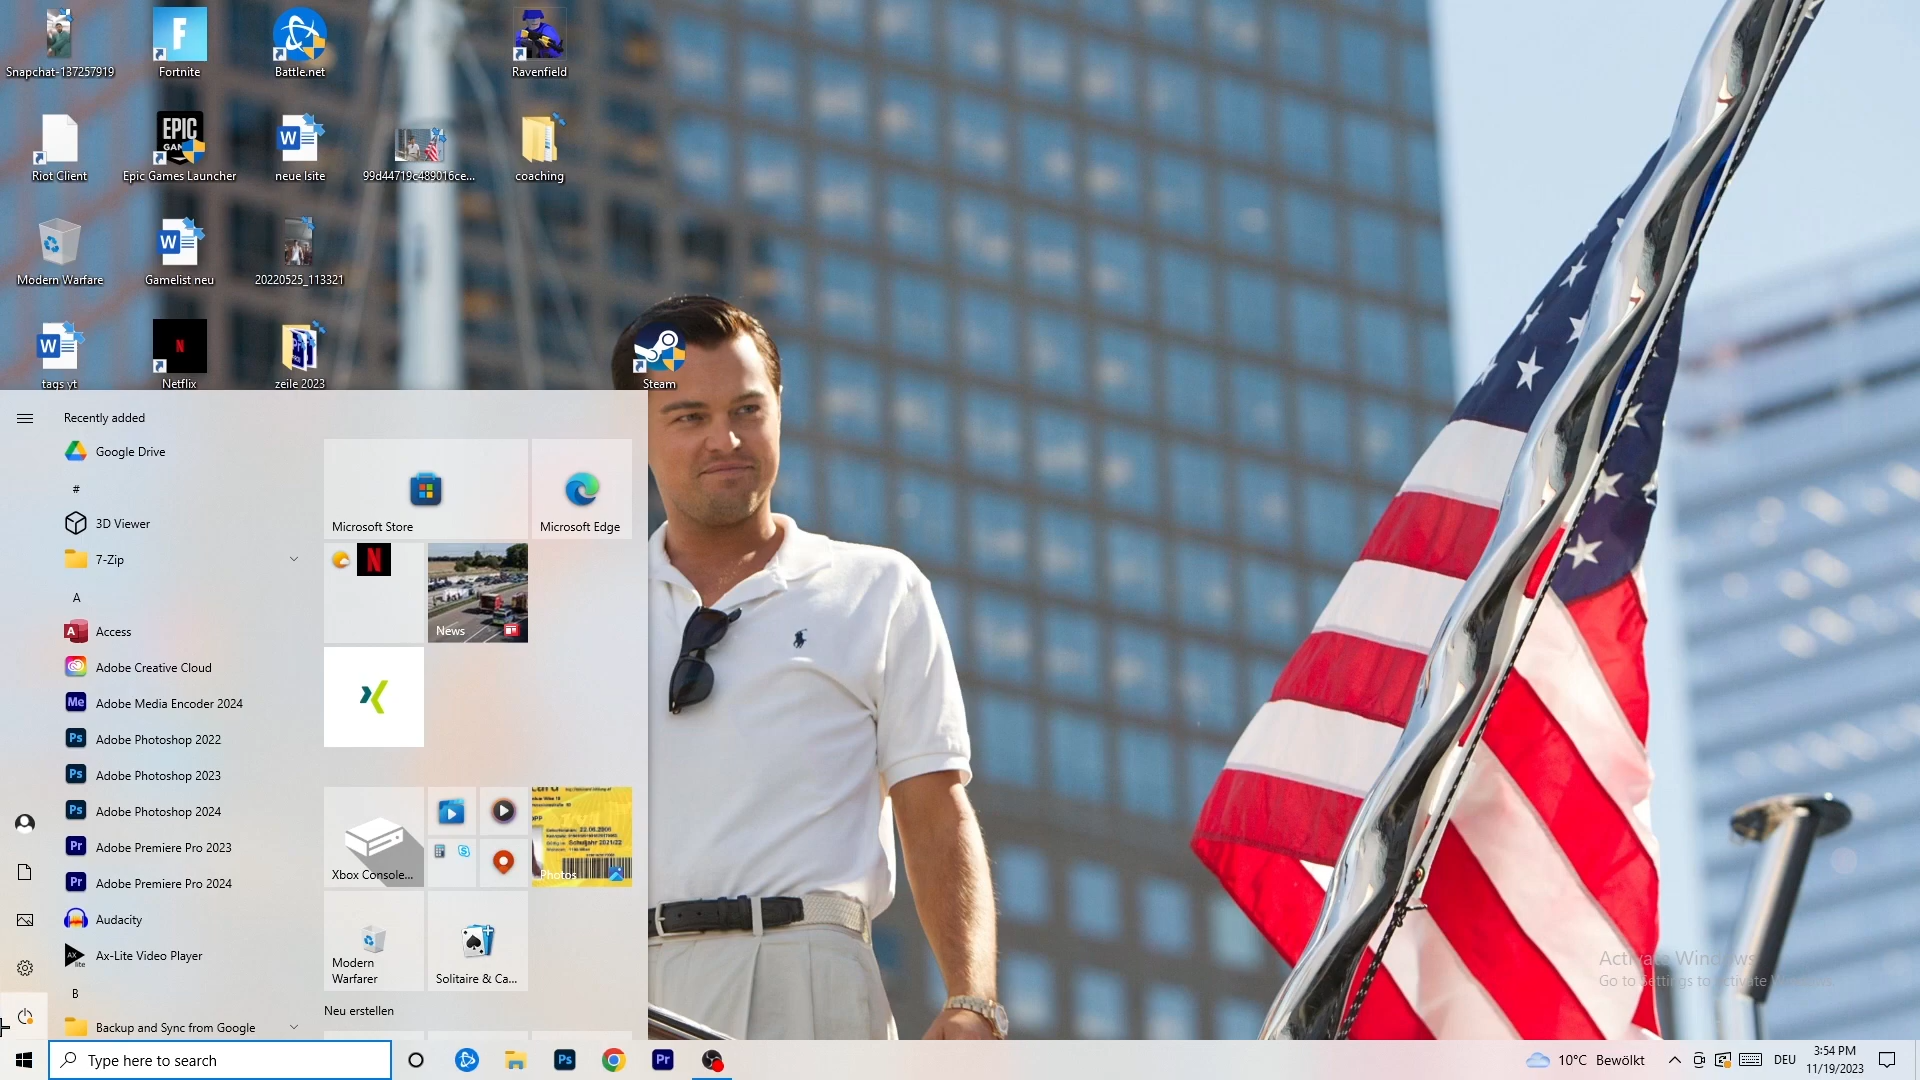 Snapchat-137257919
Fortnite
Battle.net
Ravenfield
Riot Client
EPIC
Epic Games Launcher
neue lsite
99d44719c489016ce...
coaching
Modern Warfare
Gamelist neu
20220525_113321
tags yt
Netflix
zeile 2023
Steam
Recently added
Google Drive
#
3D Viewer
7-Zip
A
Access
Adobe Creative Cloud
Adobe Media Encoder 2024
Adobe Photoshop 2022
Adobe Photoshop 2023
Adobe Photoshop 2024
Adobe Premiere Pro 2023
Adobe Premiere Pro 2024
Audacity
Ax-Lite Video Player
B
Backup and Sync from Google
Microsoft Store
Microsoft Edge
News
Xbox Console...
Photos
Modern
Warfarer
Solitaire & Ca...
Neu erstellen
Activate Windows
Go to Settings to activate Windows.
Type here to search
10°C Bewölkt
DEU
3:54 PM
11/19/2023